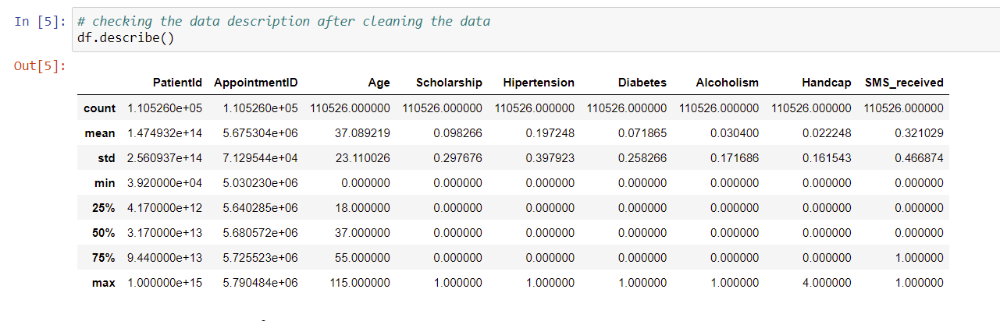 In [5]: # checking the data description after cleaning the data
df.describe()
Out[5]:
PatientId AppointmentID Age Scholarship Hipertension Diabetes Alcoholism Handcap SMS_received
count 1.105260e+05 1.105260e+05 110526.000000 110526.000000 110526.000000 110526.000000 110526.000000 110526.000000 110526.000000
mean 1.474932e+14 5.675304e+06 37.089219 0.098266 0.197248 0.071865 0.030400 0.022248 0.321029
std 2.560937e+14 7.129544e+04 23.110026 0.297676 0.397923 0.258266 0.171686 0.161543 0.466874
min 3.920000e+04 5.030230e+06 0.000000 0.000000 0.000000 0.000000 0.000000 0.000000 0.000000
25% 4.170000e+12 5.640285e+06 18.000000 0.000000 0.000000 0.000000 0.000000 0.000000 0.000000
50% 3.170000e+13 5.680572e+06 37.000000 0.000000 0.000000 0.000000 0.000000 0.000000 0.000000
75% 9.440000e+13 5.725523e+06 55.000000 0.000000 0.000000 0.000000 0.000000 0.000000 1.000000
max 1.000000e+15 5.790484e+06 115.000000 1.000000 1.000000 1.000000 1.000000 4.000000 1.000000